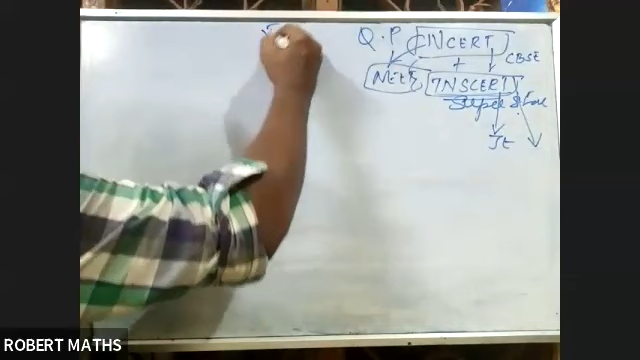 Q.P NCERT
CBSE
NEET TNSCERT
JE
ROBERT MATHS